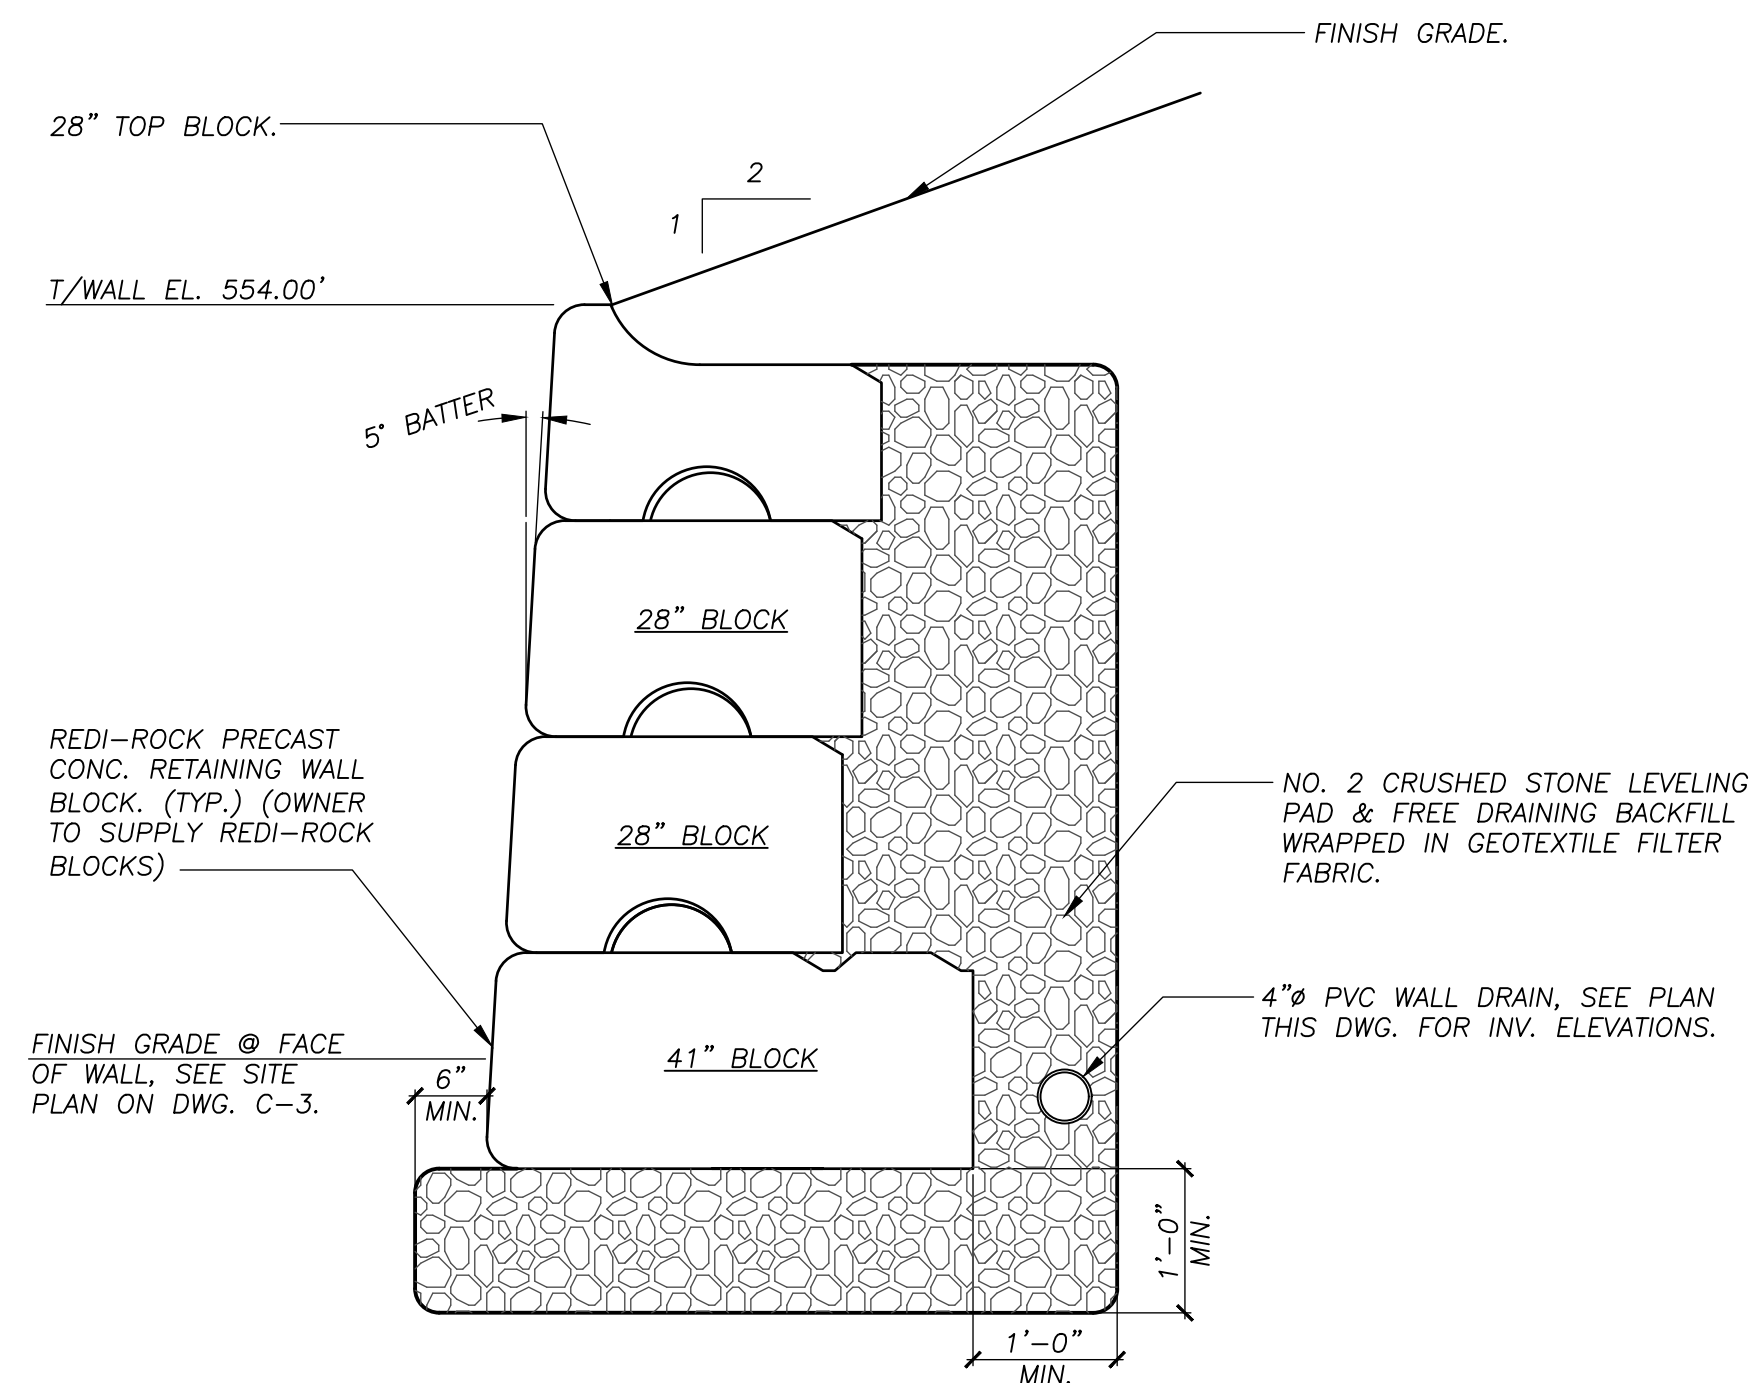 FINISH GRADE.
28” TOP BLOCK.
2
1
T/WALL EL. 554.00’
5° BATTER
28” BLOCK
REDI–ROCK PRECAST
CONC. RETAINING WALL
BLOCK. (TYP.) (OWNER
TO SUPPLY REDI–ROCK
BLOCKS)
NO. 2 CRUSHED STONE LEVELING
PAD & FREE DRAINING BACKFILL
WRAPPED IN GEOTEXTILE FILTER
FABRIC.
28” BLOCK
4”ø PVC WALL DRAIN, SEE PLAN
THIS DWG. FOR INV. ELEVATIONS.
FINISH GRADE @ FACE
OF WALL, SEE SITE
PLAN ON DWG. C–3.
41” BLOCK
6”
MIN.
1’–0”
MIN.
1’–0”
MIN.